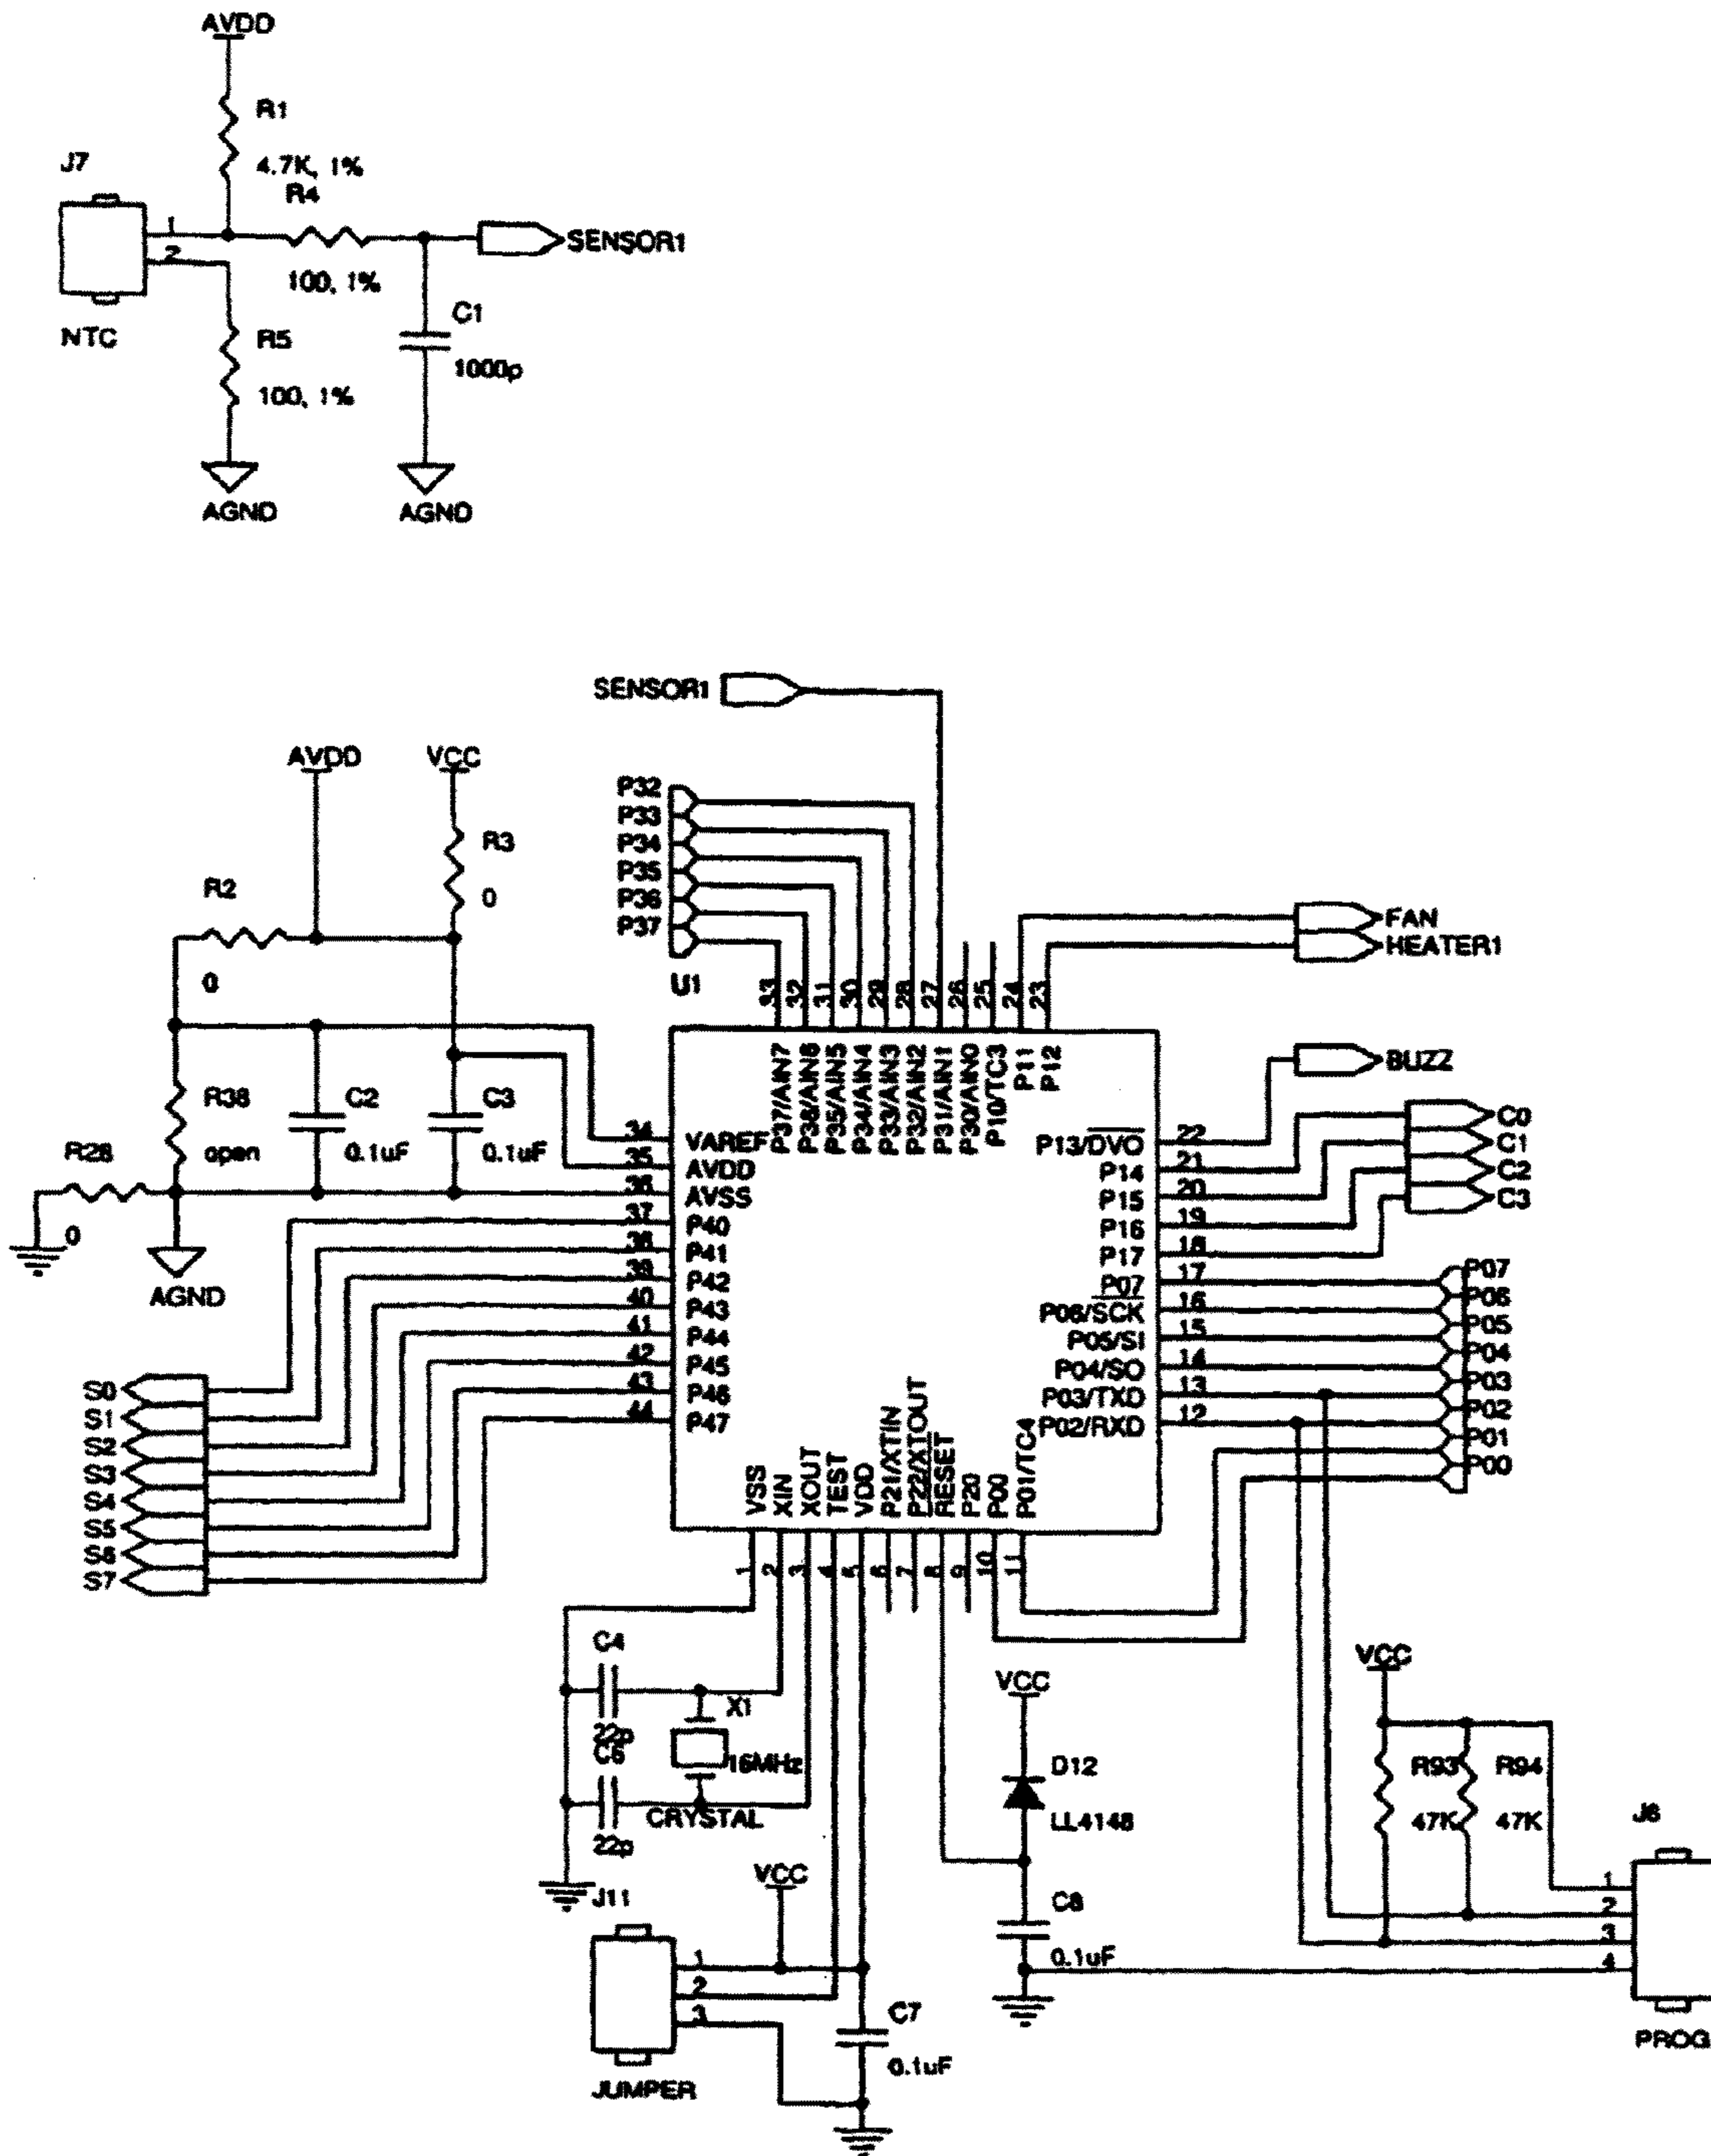 AVDD
R1
4.7K, 1%
J7
1
2
NTC
R4
100, 1%
SENSOR1
C1
1000p
R5
100, 1%
AGND
AGND
SENSOR1
AVDD
VCC
R3
0
R2
0
P32
P33
P34
P35
P36
P37
U1
FAN
HEATER1
BUZZ
33
32
31
30
29
28
27
26
25
24
23
P37/AIN7
P36/AIN6
P35/AIN5
P34/AIN4
P33/AIN3
P32/AIN2
P31/AIN1
P30/AIN0
P10/TC3
P11
P12
R38
open
C2
0.1uF
C3
0.1uF
R28
0
AGND
34 VAREF
35 AVDD
36 AVSS
37 P40
38 P41
39 P42
40 P43
41 P44
42 P45
43 P46
44 P47
P13/DVO 22
P14 21
P15 20
P16 19
P17 18
P07 17
P06/SCK 16
P05/SI 15
P04/SO 14
P03/TXD 13
P02/RXD 12
C0
C1
C2
C3
P07
P06
P05
P04
P03
P02
P01
P00
S0
S1
S2
S3
S4
S5
S6
S7
VSS
XIN
XOUT
TEST
VDD
P21/XTIN
P22/XTOUT
RESET
P20
P00
P01/TC4
1
2
3
4
5
6
7
8
9
10
11
C4
22p
X1
16MHz
CRYSTAL
22p
VCC
D12
LL4148
0.1uF
VCC
R93
47K
R94
47K
1
2
3
4
PROG
J11
VCC
1
2
3
JUMPER
C7
0.1uF